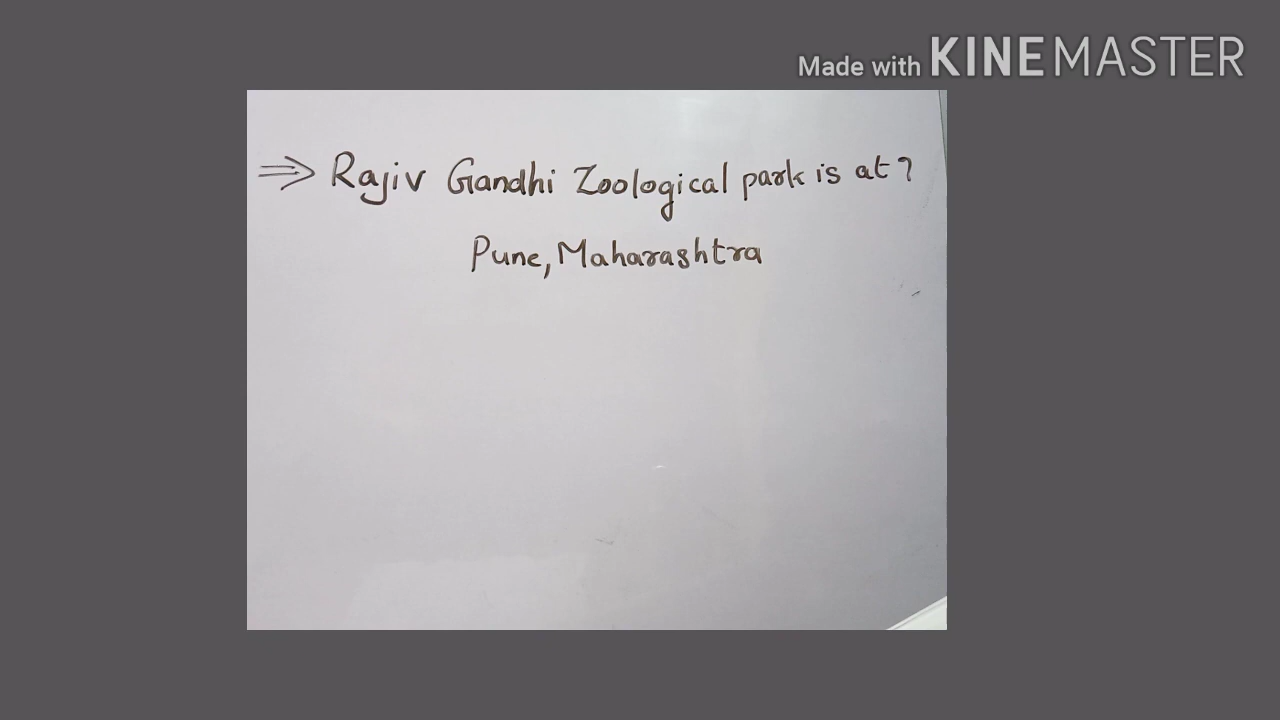 Made with KINEMASTER
⇒ Rajiv Gandhi Zoological park is at?
Pune, Maharashtra